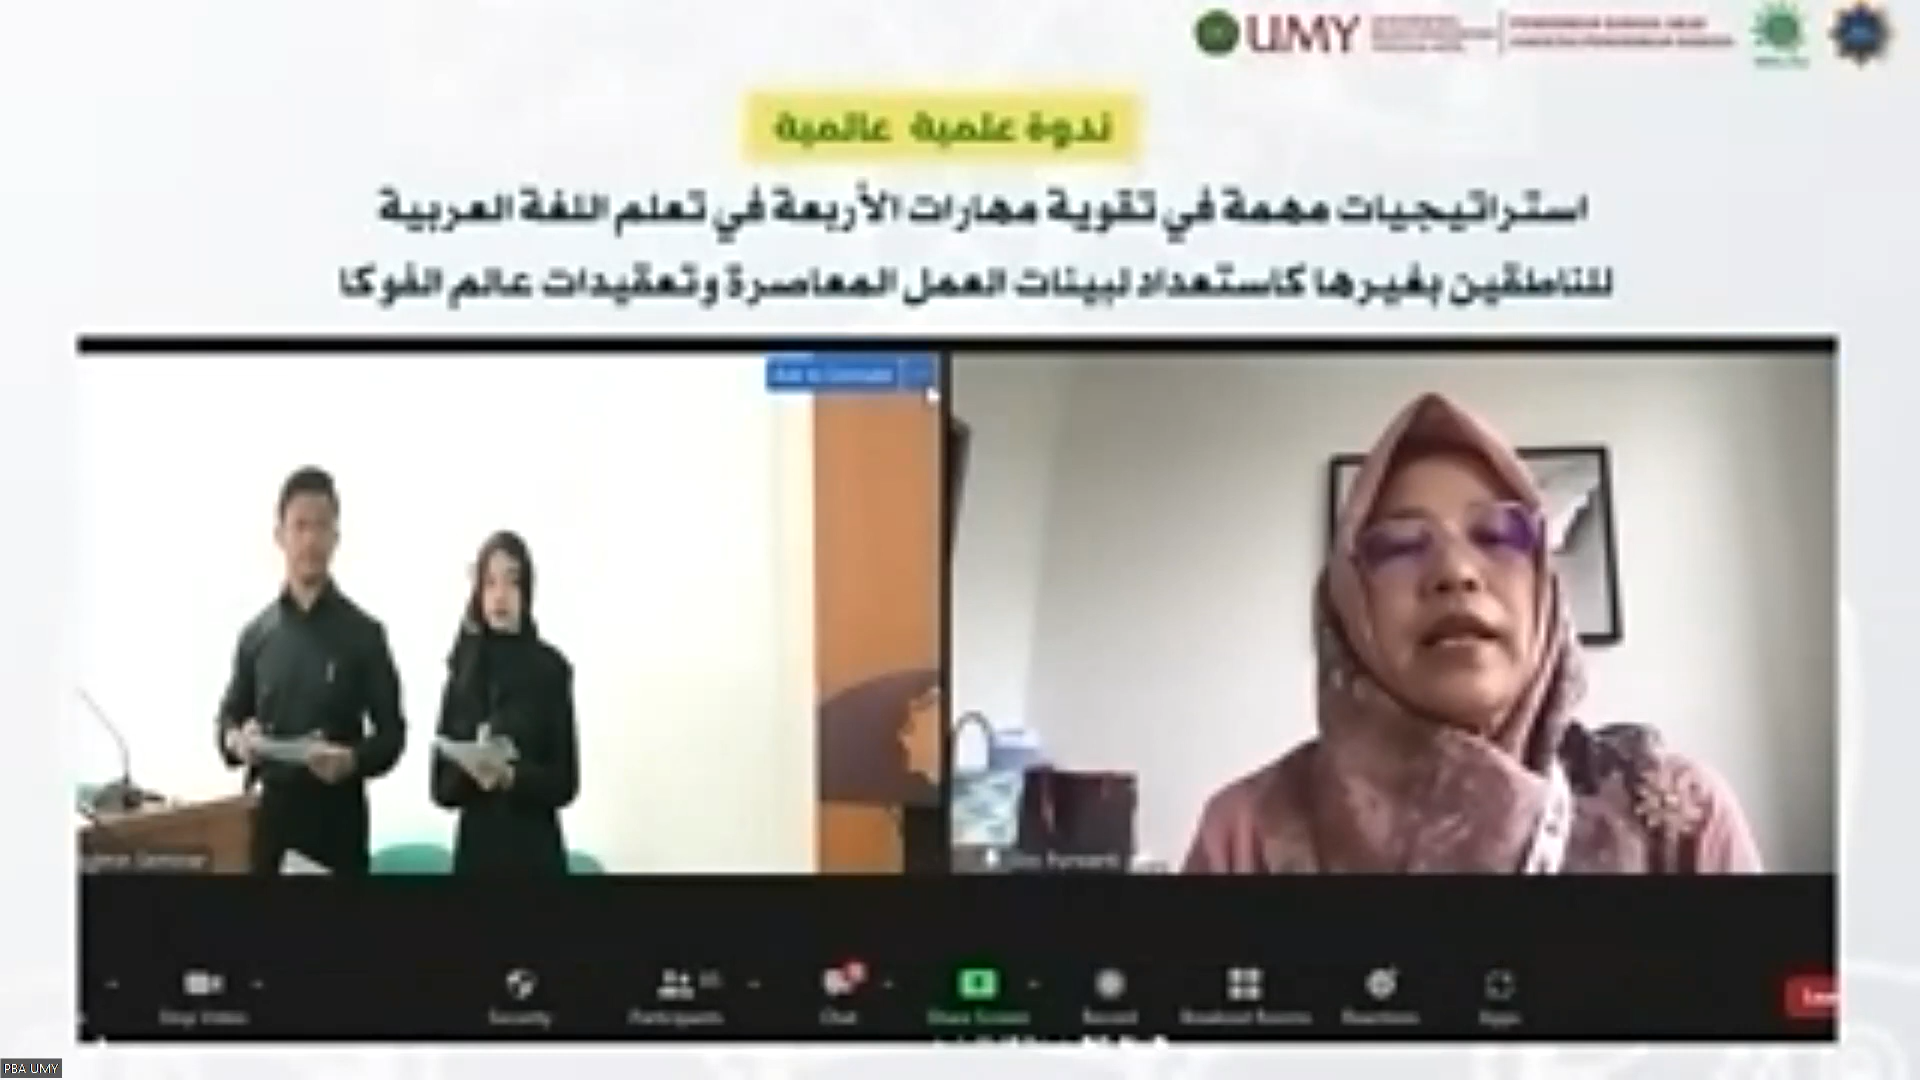 UMY
ندوة علمية عالمية
استراتيجيات مهمة في تقوية مهارات الأربعة في تعلم اللغة العربية
للناطقين بغيرها كاستعداد لبيئات العمل المعاصرة وتعقيدات عالم الفوكا
Stop Video
Security
Participants
Chat
Share Screen
Record
Breakout Rooms
Reactions
Apps
PBA UMY